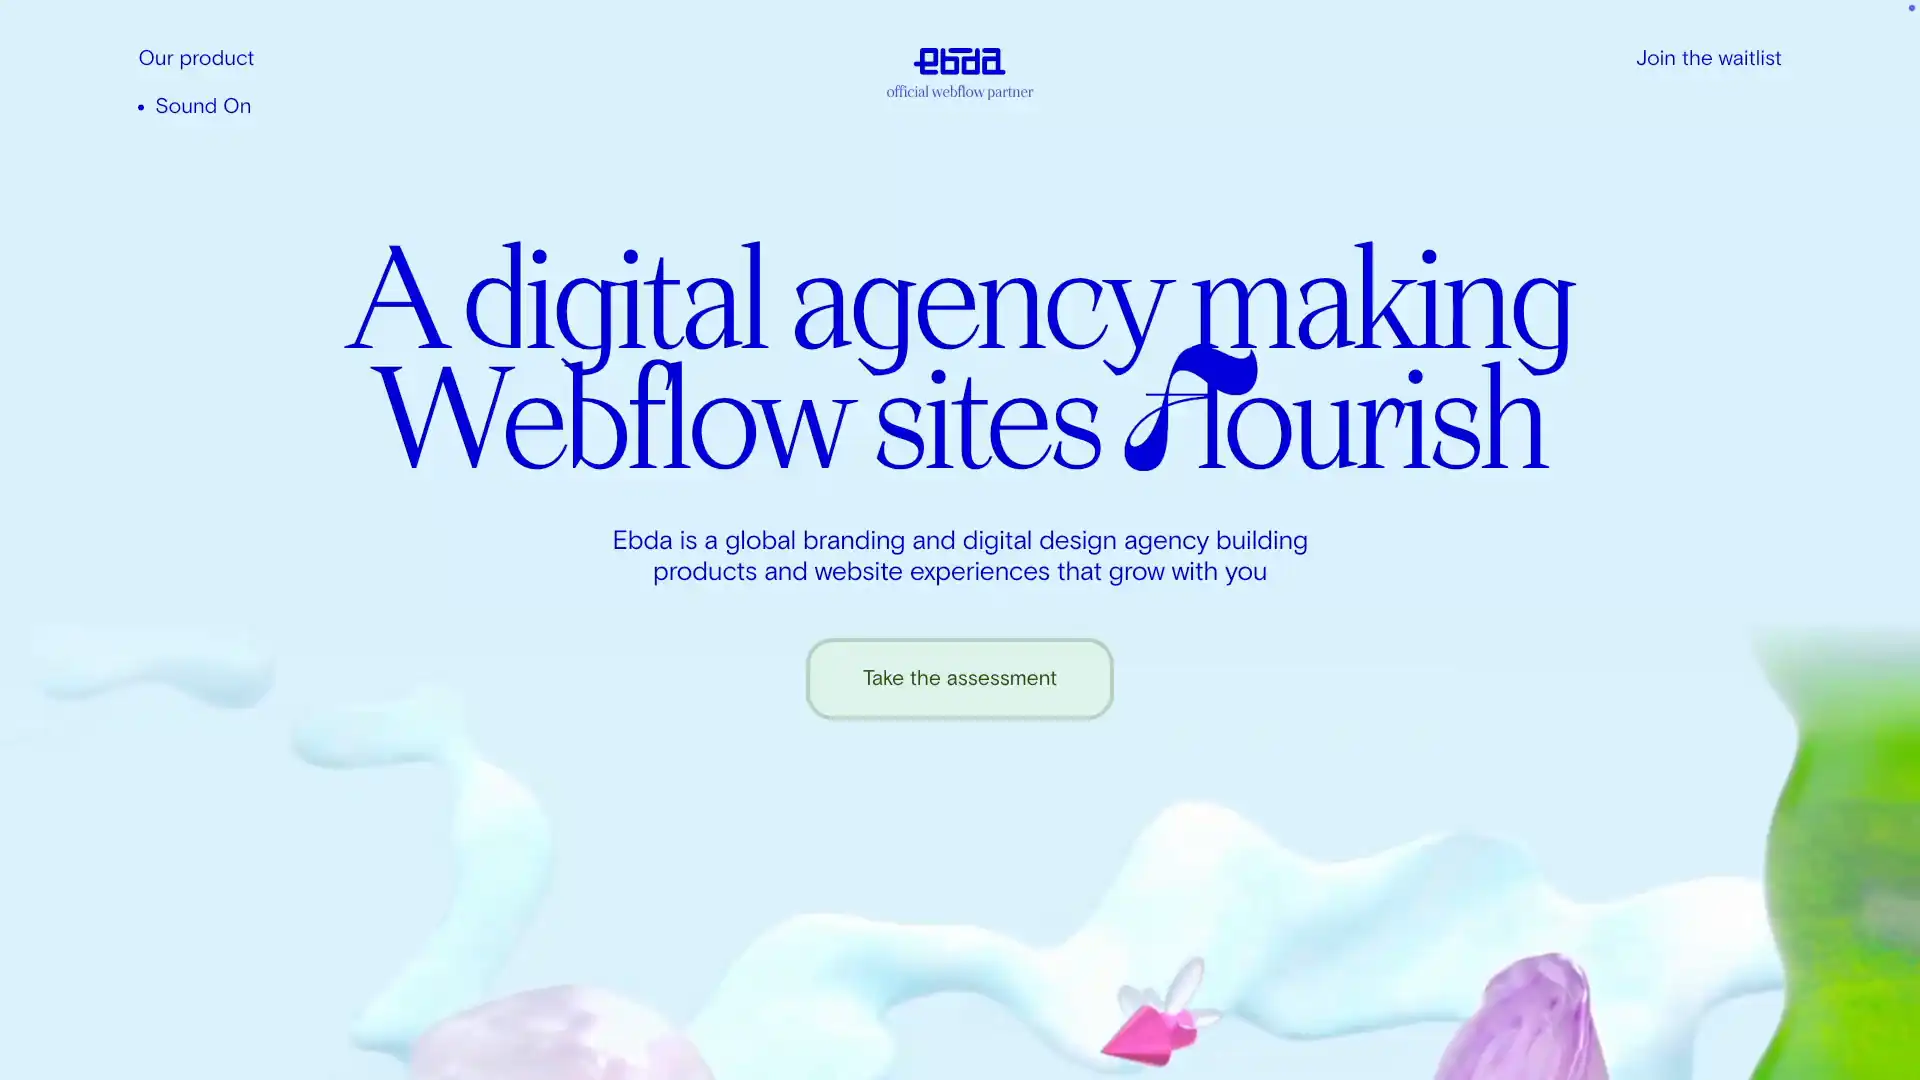 Our product
Sound On
ebda
official webflow partner
Join the waitlist
A digital agency making
Webflow sites flourish
Ebda is a global branding and digital design agency building
products and website experiences that grow with you
Take the assessment